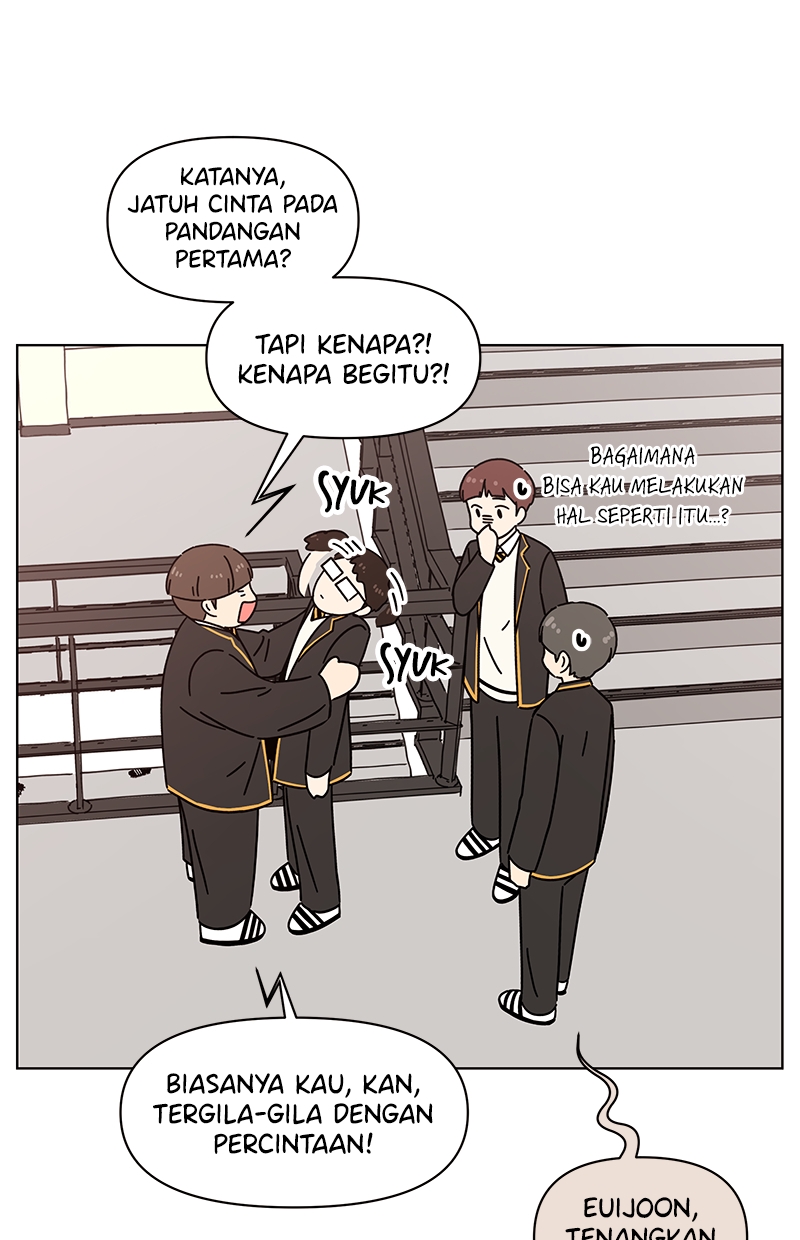 KATANYA,
JATUH CINTA PADA
PANDANGAN
PERTAMA?
TAPI KENAPA?!
KENAPA BEGITU?!
BAGAIMANA
BISA KAU MELAKUKAN
HAL SEPERTI ITU...?
SYUK
SYUK
BIASANYA KAU, KAN,
TERGILA-GILA DENGAN
PERCINTAAN!
EUIJOON,
TENANGKAN